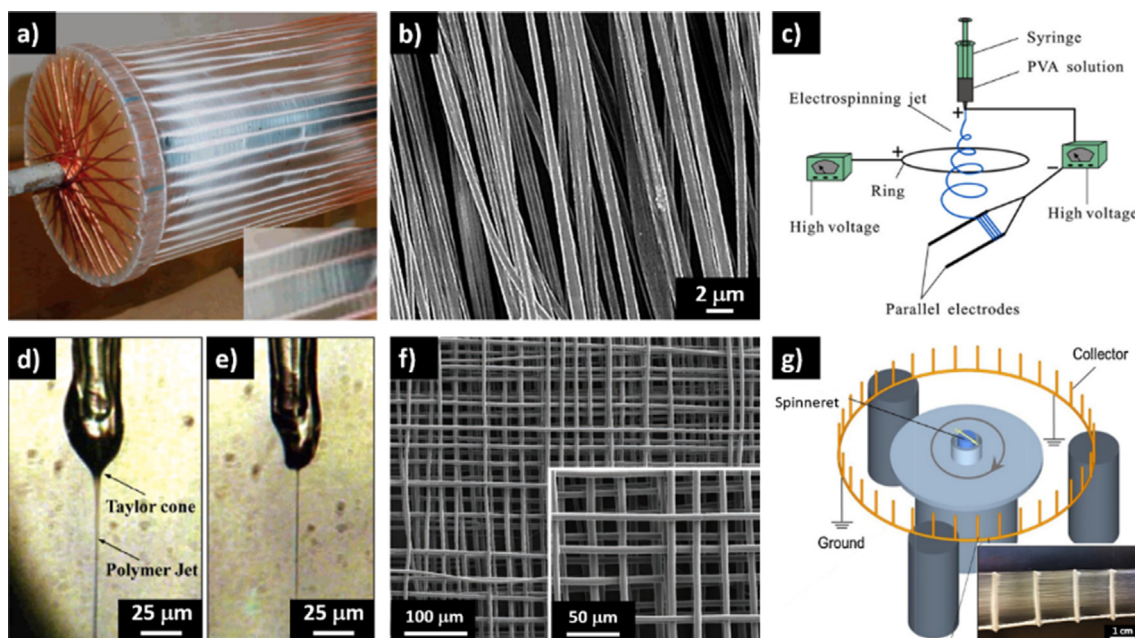 a)
b)
2 μm
c)
Syringe
PVA solution
Electrospinning jet
+
+
−
Ring
High voltage
High voltage
Parallel electrodes
d)
Taylor cone
Polymer Jet
25 μm
e)
25 μm
f)
100 μm
50 μm
g)
Collector
Spinneret
Ground
1 cm